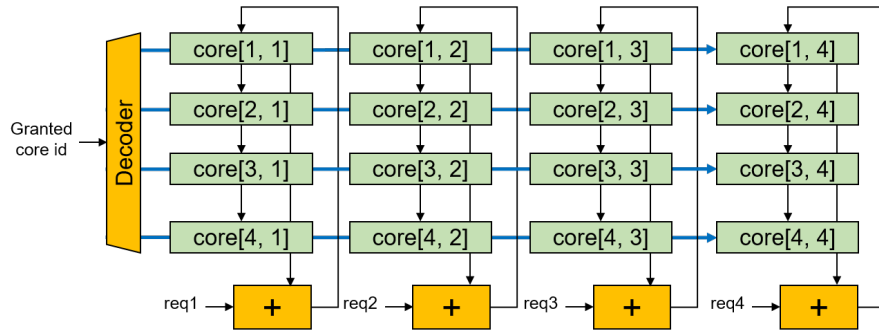 core[1, 1] core[1, 2] core[1, 3] core[1, 4]
core[2, 1] core[2, 2] core[2, 3] core[2, 4]
Granted
core id
Decoder
core[3, 1] core[3, 2] core[3, 3] core[3, 4]
core[4, 1] core[4, 2] core[4, 3] core[4, 4]
req1 + req2 + req3 + req4 +